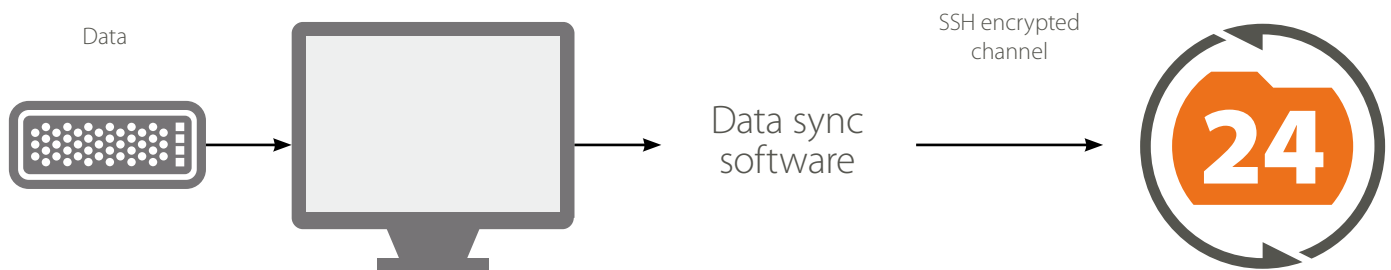 Data
SSH encrypted
channel
Data sync
software
24